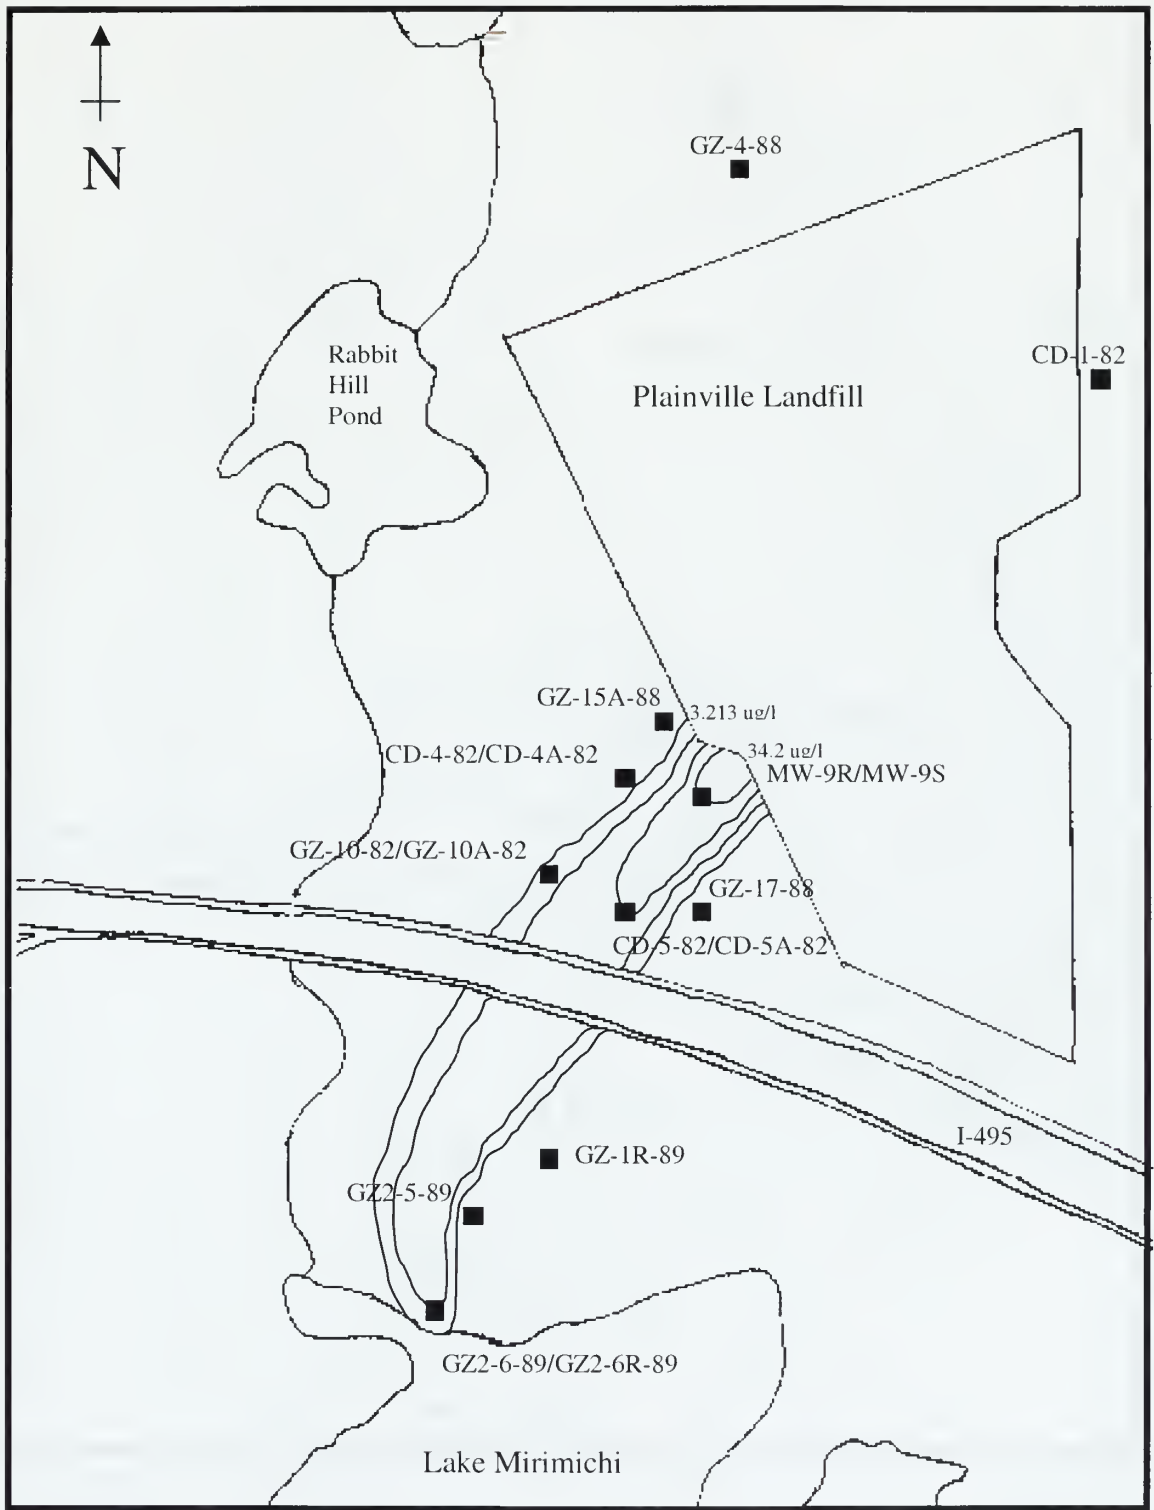 N
GZ-4-88
CD-1-82
Rabbit
Hill
Pond
Plainville Landfill
GZ-15A-88
3.213 ug/l
CD-4-82/CD-4A-82
34.2 ug/l
MW-9R/MW-9S
GZ-10-82/GZ-10A-82
GZ-17-88
CD-5-82/CD-5A-82
I-495
GZ-1R-89
GZ2-5-89
GZ2-6-89/GZ2-6R-89
Lake Mirimichi